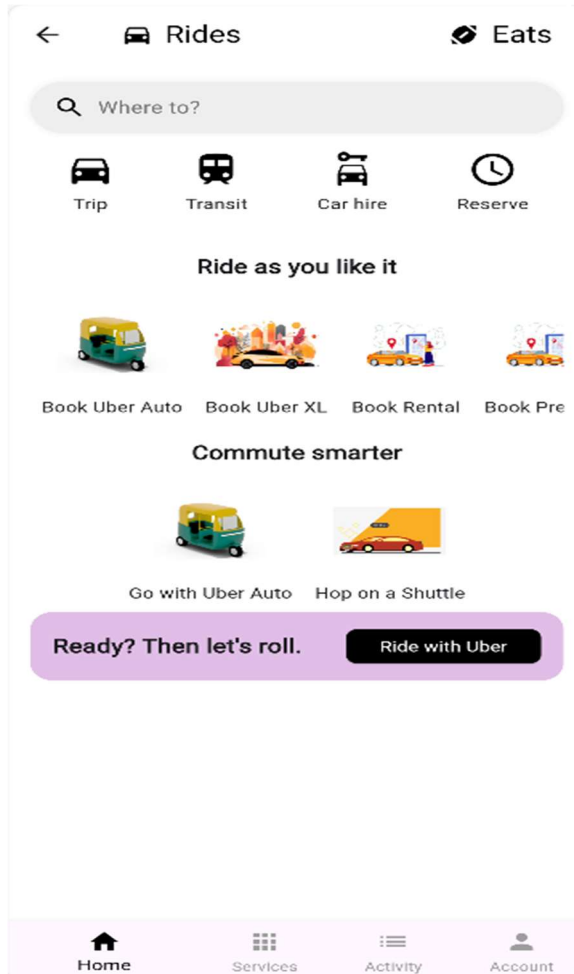 Rides Eats
Where to?
Trip Transit Car hire Reserve
Ride as you like it
Book Uber Auto Book Uber XL Book Rental Book Pre
Commute smarter
Go with Uber Auto Hop on a Shuttle
Ready? Then let's roll. Ride with Uber
Home Services Activity Account